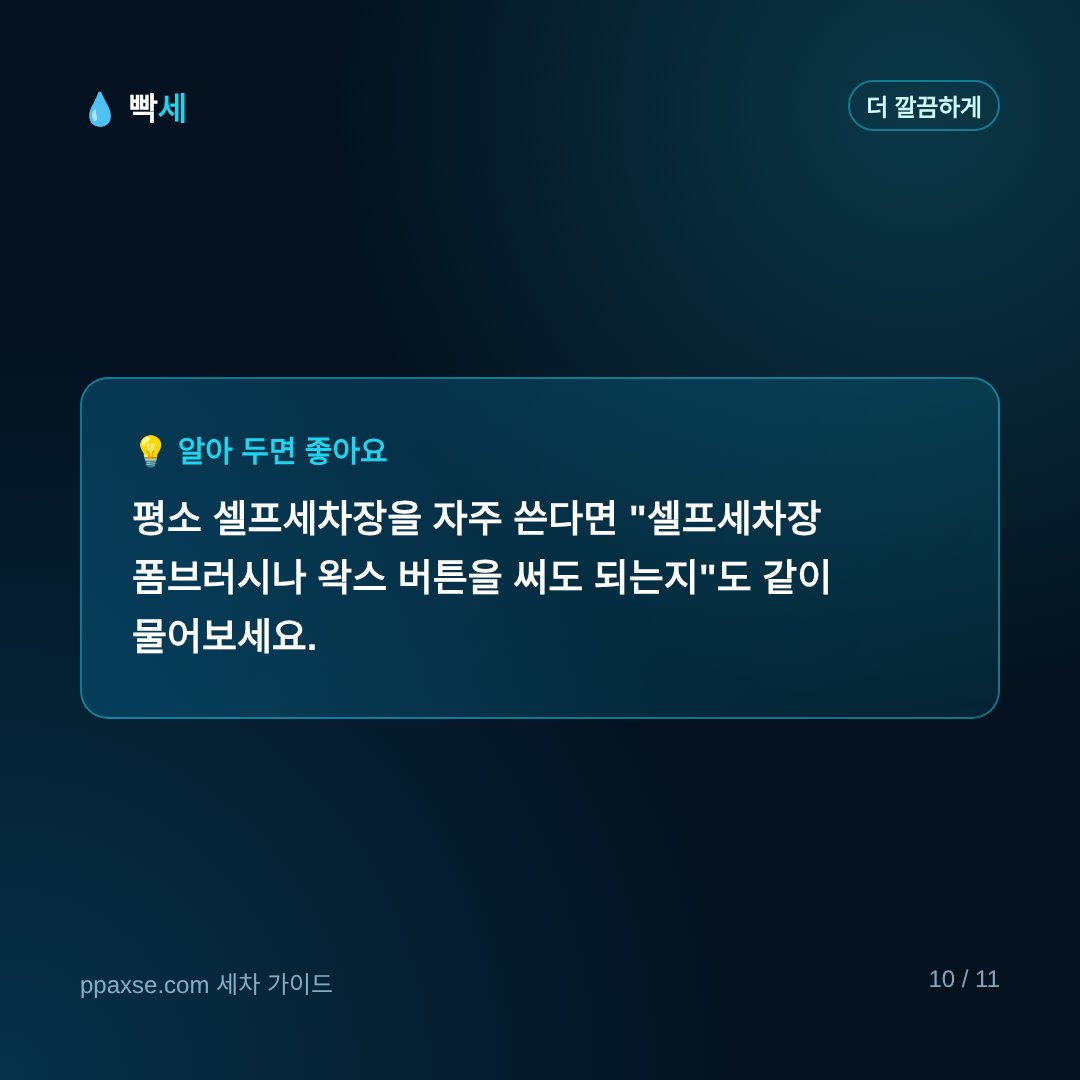 빡세
더 깔끔하게
💡 알아 두면 좋아요
평소 셀프세차장을 자주 쓴다면 "셀프세차장
폼브러시나 왁스 버튼을 써도 되는지"도 같이
물어보세요.
ppaxse.com 세차 가이드
10 / 11